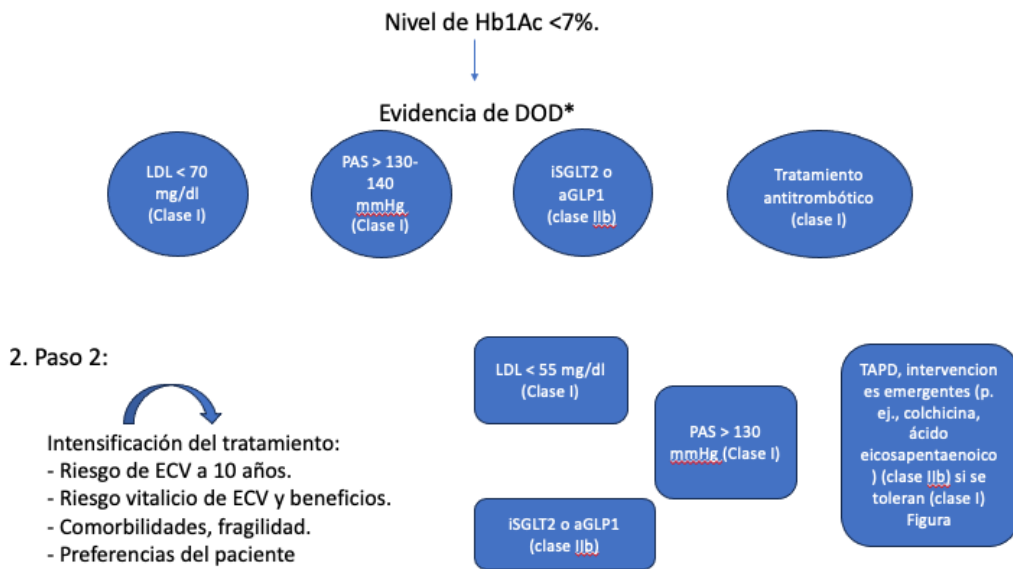 Nivel de Hb1Ac <7%.
Evidencia de DOD*
LDL < 70
mg/dl
(Clase I)
PAS > 130-
140
mmHg
(Clase I)
iSGLT2 o
aGLP1
(clase IIb)
Tratamiento
antitrombótico
(clase I)
2. Paso 2:
Intensificación del tratamiento:
- Riesgo de ECV a 10 años.
- Riesgo vitalicio de ECV y beneficios.
- Comorbilidades, fragilidad.
- Preferencias del paciente
LDL < 55 mg/dl
(Clase I)
PAS > 130
mmHg (Clase I)
iSGLT2 o aGLP1
(clase IIb)
TAPD, intervencion
es emergentes (p.
ej., colchicina,
ácido
eicosapentaenoico
) (clase IIb) si se
toleran (clase I)
Figura